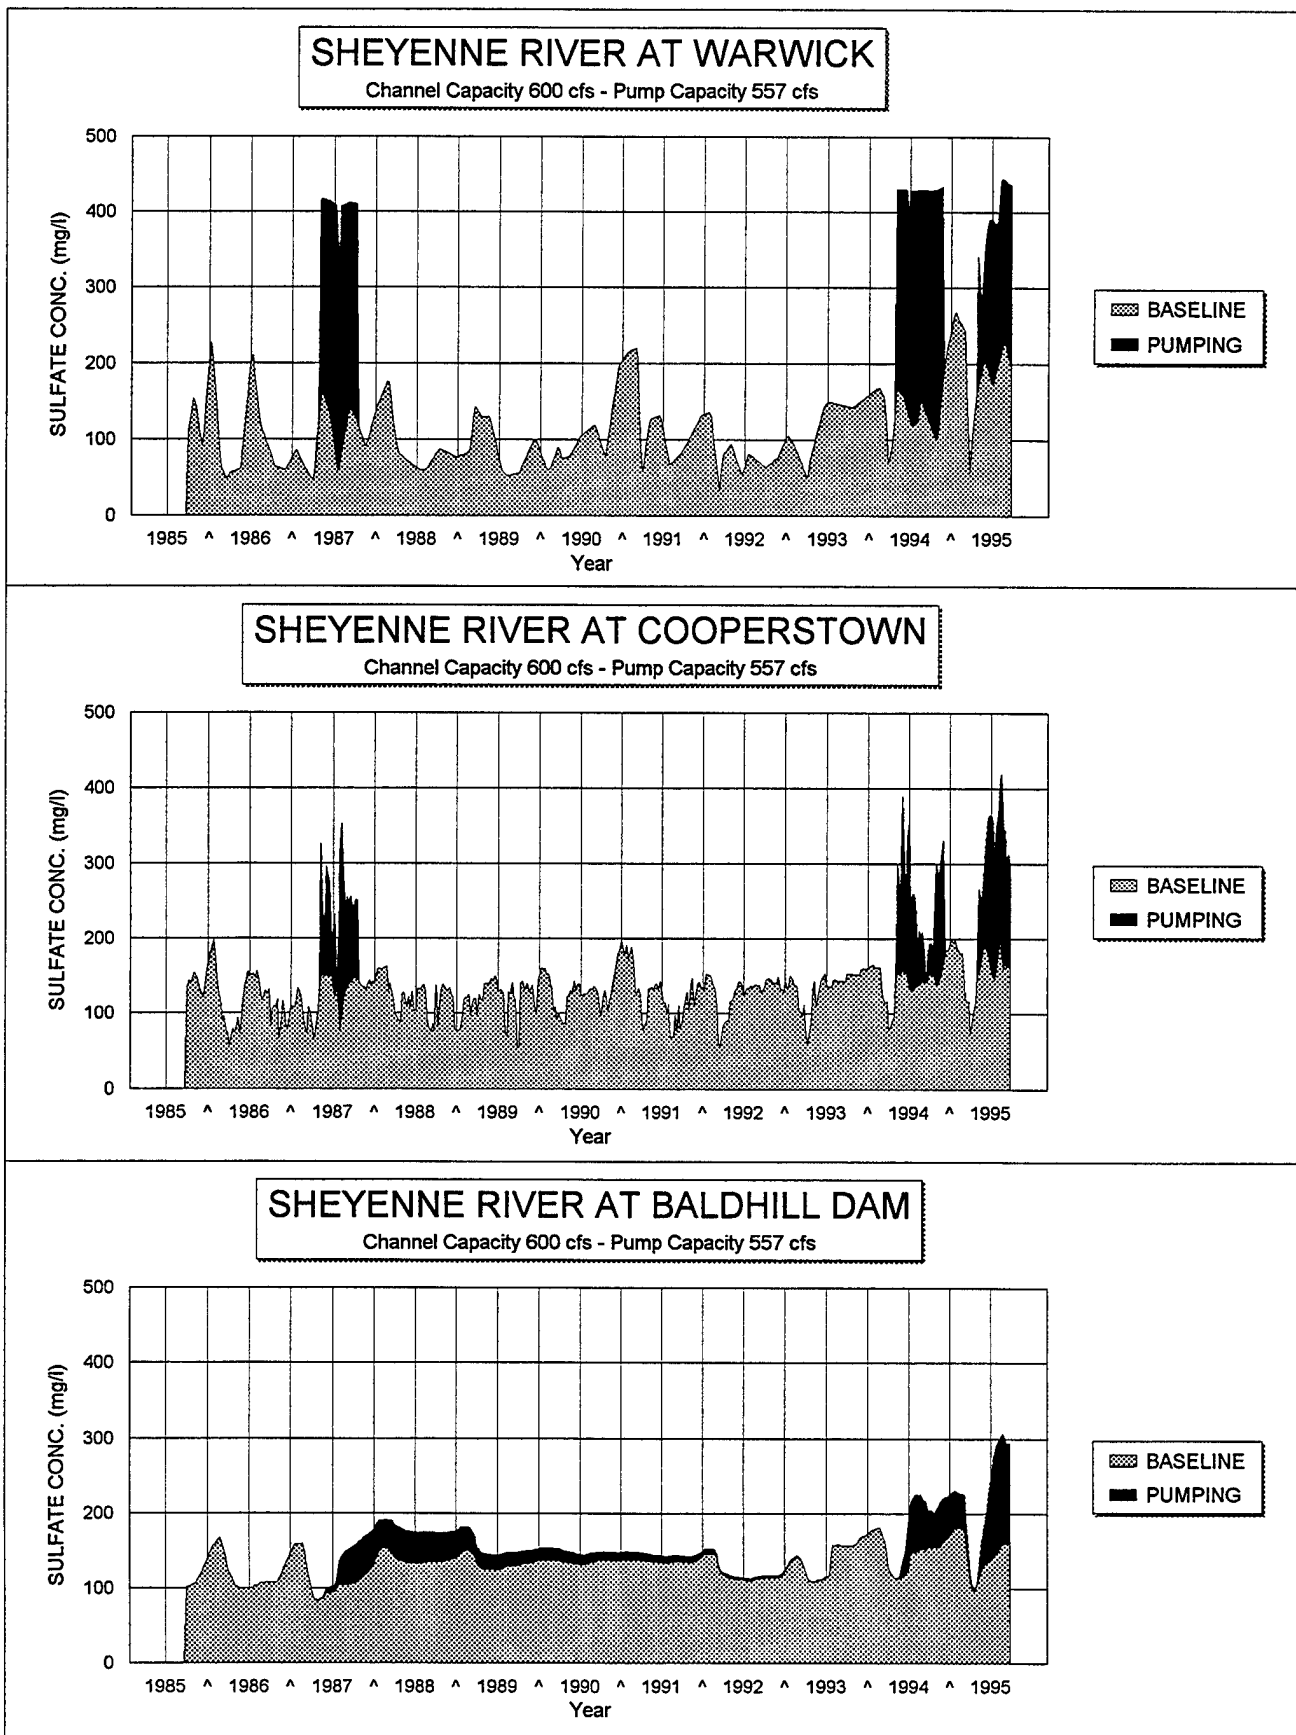 SHEYENNE RIVER AT WARWICK
Channel Capacity 600 cfs - Pump Capacity 557 cfs
500
400
300
200
100
0
SULFATE CONC. (mg/l)
1985 ^ 1986 ^ 1987 ^ 1988 ^ 1989 ^ 1990 ^ 1991 ^ 1992 ^ 1993 ^ 1994 ^ 1995
Year
BASELINE
PUMPING
SHEYENNE RIVER AT COOPERSTOWN
Channel Capacity 600 cfs - Pump Capacity 557 cfs
500
400
300
200
100
0
SULFATE CONC. (mg/l)
1985 ^ 1986 ^ 1987 ^ 1988 ^ 1989 ^ 1990 ^ 1991 ^ 1992 ^ 1993 ^ 1994 ^ 1995
Year
BASELINE
PUMPING
SHEYENNE RIVER AT BALDHILL DAM
Channel Capacity 600 cfs - Pump Capacity 557 cfs
500
400
300
200
100
0
SULFATE CONC. (mg/l)
1985 ^ 1986 ^ 1987 ^ 1988 ^ 1989 ^ 1990 ^ 1991 ^ 1992 ^ 1993 ^ 1994 ^ 1995
Year
BASELINE
PUMPING